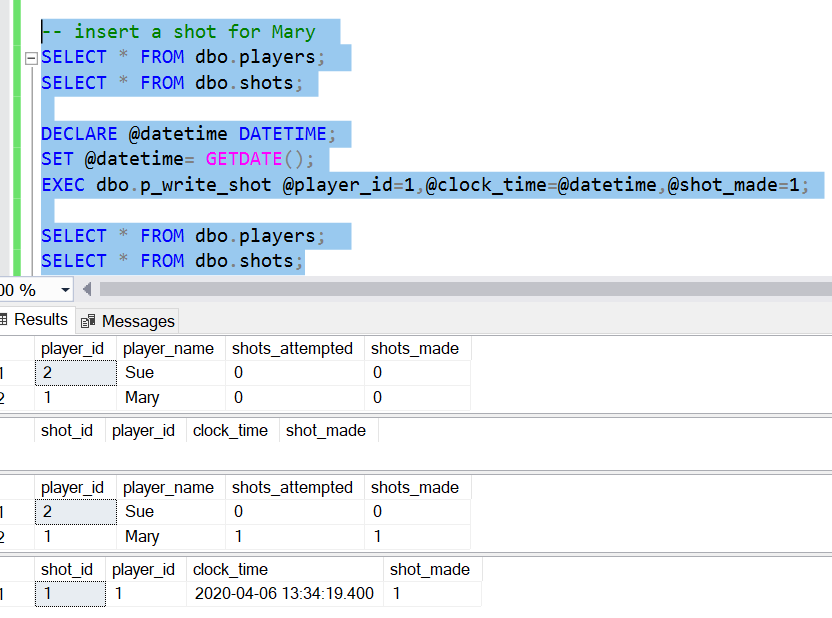 -- insert a shot for Mary
SELECT * FROM dbo.players;
SELECT * FROM dbo.shots;
DECLARE @datetime DATETIME;
SET @datetime= GETDATE();
EXEC dbo.p_write_shot @player_id=1,@clock_time=@datetime,@shot_made=1;
SELECT * FROM dbo.players;
SELECT * FROM dbo.shots;
00 %
Results Messages
player_id player_name shots_attempted shots_made
1 2 Sue 0 0
2 1 Mary 0 0
shot_id player_id clock_time shot_made
player_id player_name shots_attempted shots_made
1 2 Sue 0 0
2 1 Mary 1 1
shot_id player_id clock_time shot_made
1 1 1 2020-04-06 13:34:19.400 1